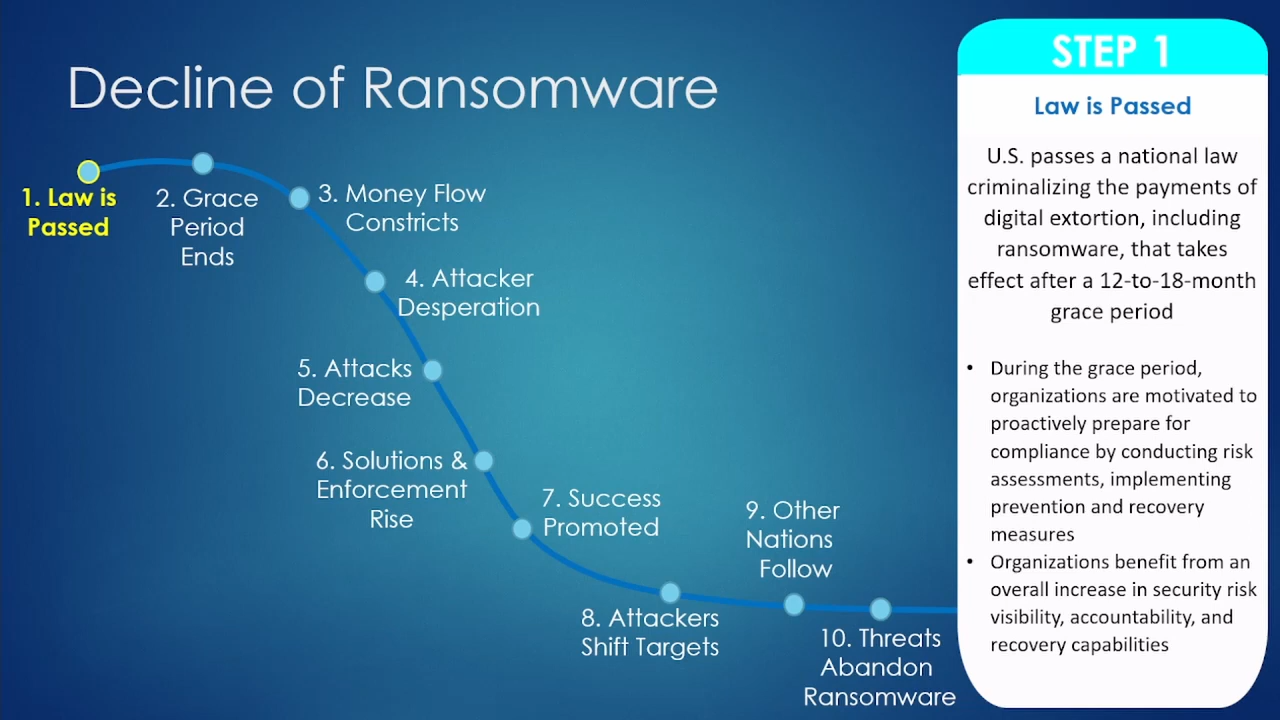 Decline of Ransomware
1. Law is
Passed
2. Grace
Period
Ends
3. Money Flow
Constricts
4. Attacker
Desperation
5. Attacks
Decrease
6. Solutions &
Enforcement
Rise
7. Success
Promoted
8. Attackers
Shift Targets
9. Other
Nations
Follow
10. Threats
Abandon
Ransomware
STEP 1
Law is Passed
U.S. passes a national law
criminalizing the payments of
digital extortion, including
ransomware, that takes
effect after a 12-to-18-month
grace period
• During the grace period,
organizations are motivated to
proactively prepare for
compliance by conducting risk
assessments, implementing
prevention and recovery
measures
• Organizations benefit from an
overall increase in security risk
visibility, accountability, and
recovery capabilities